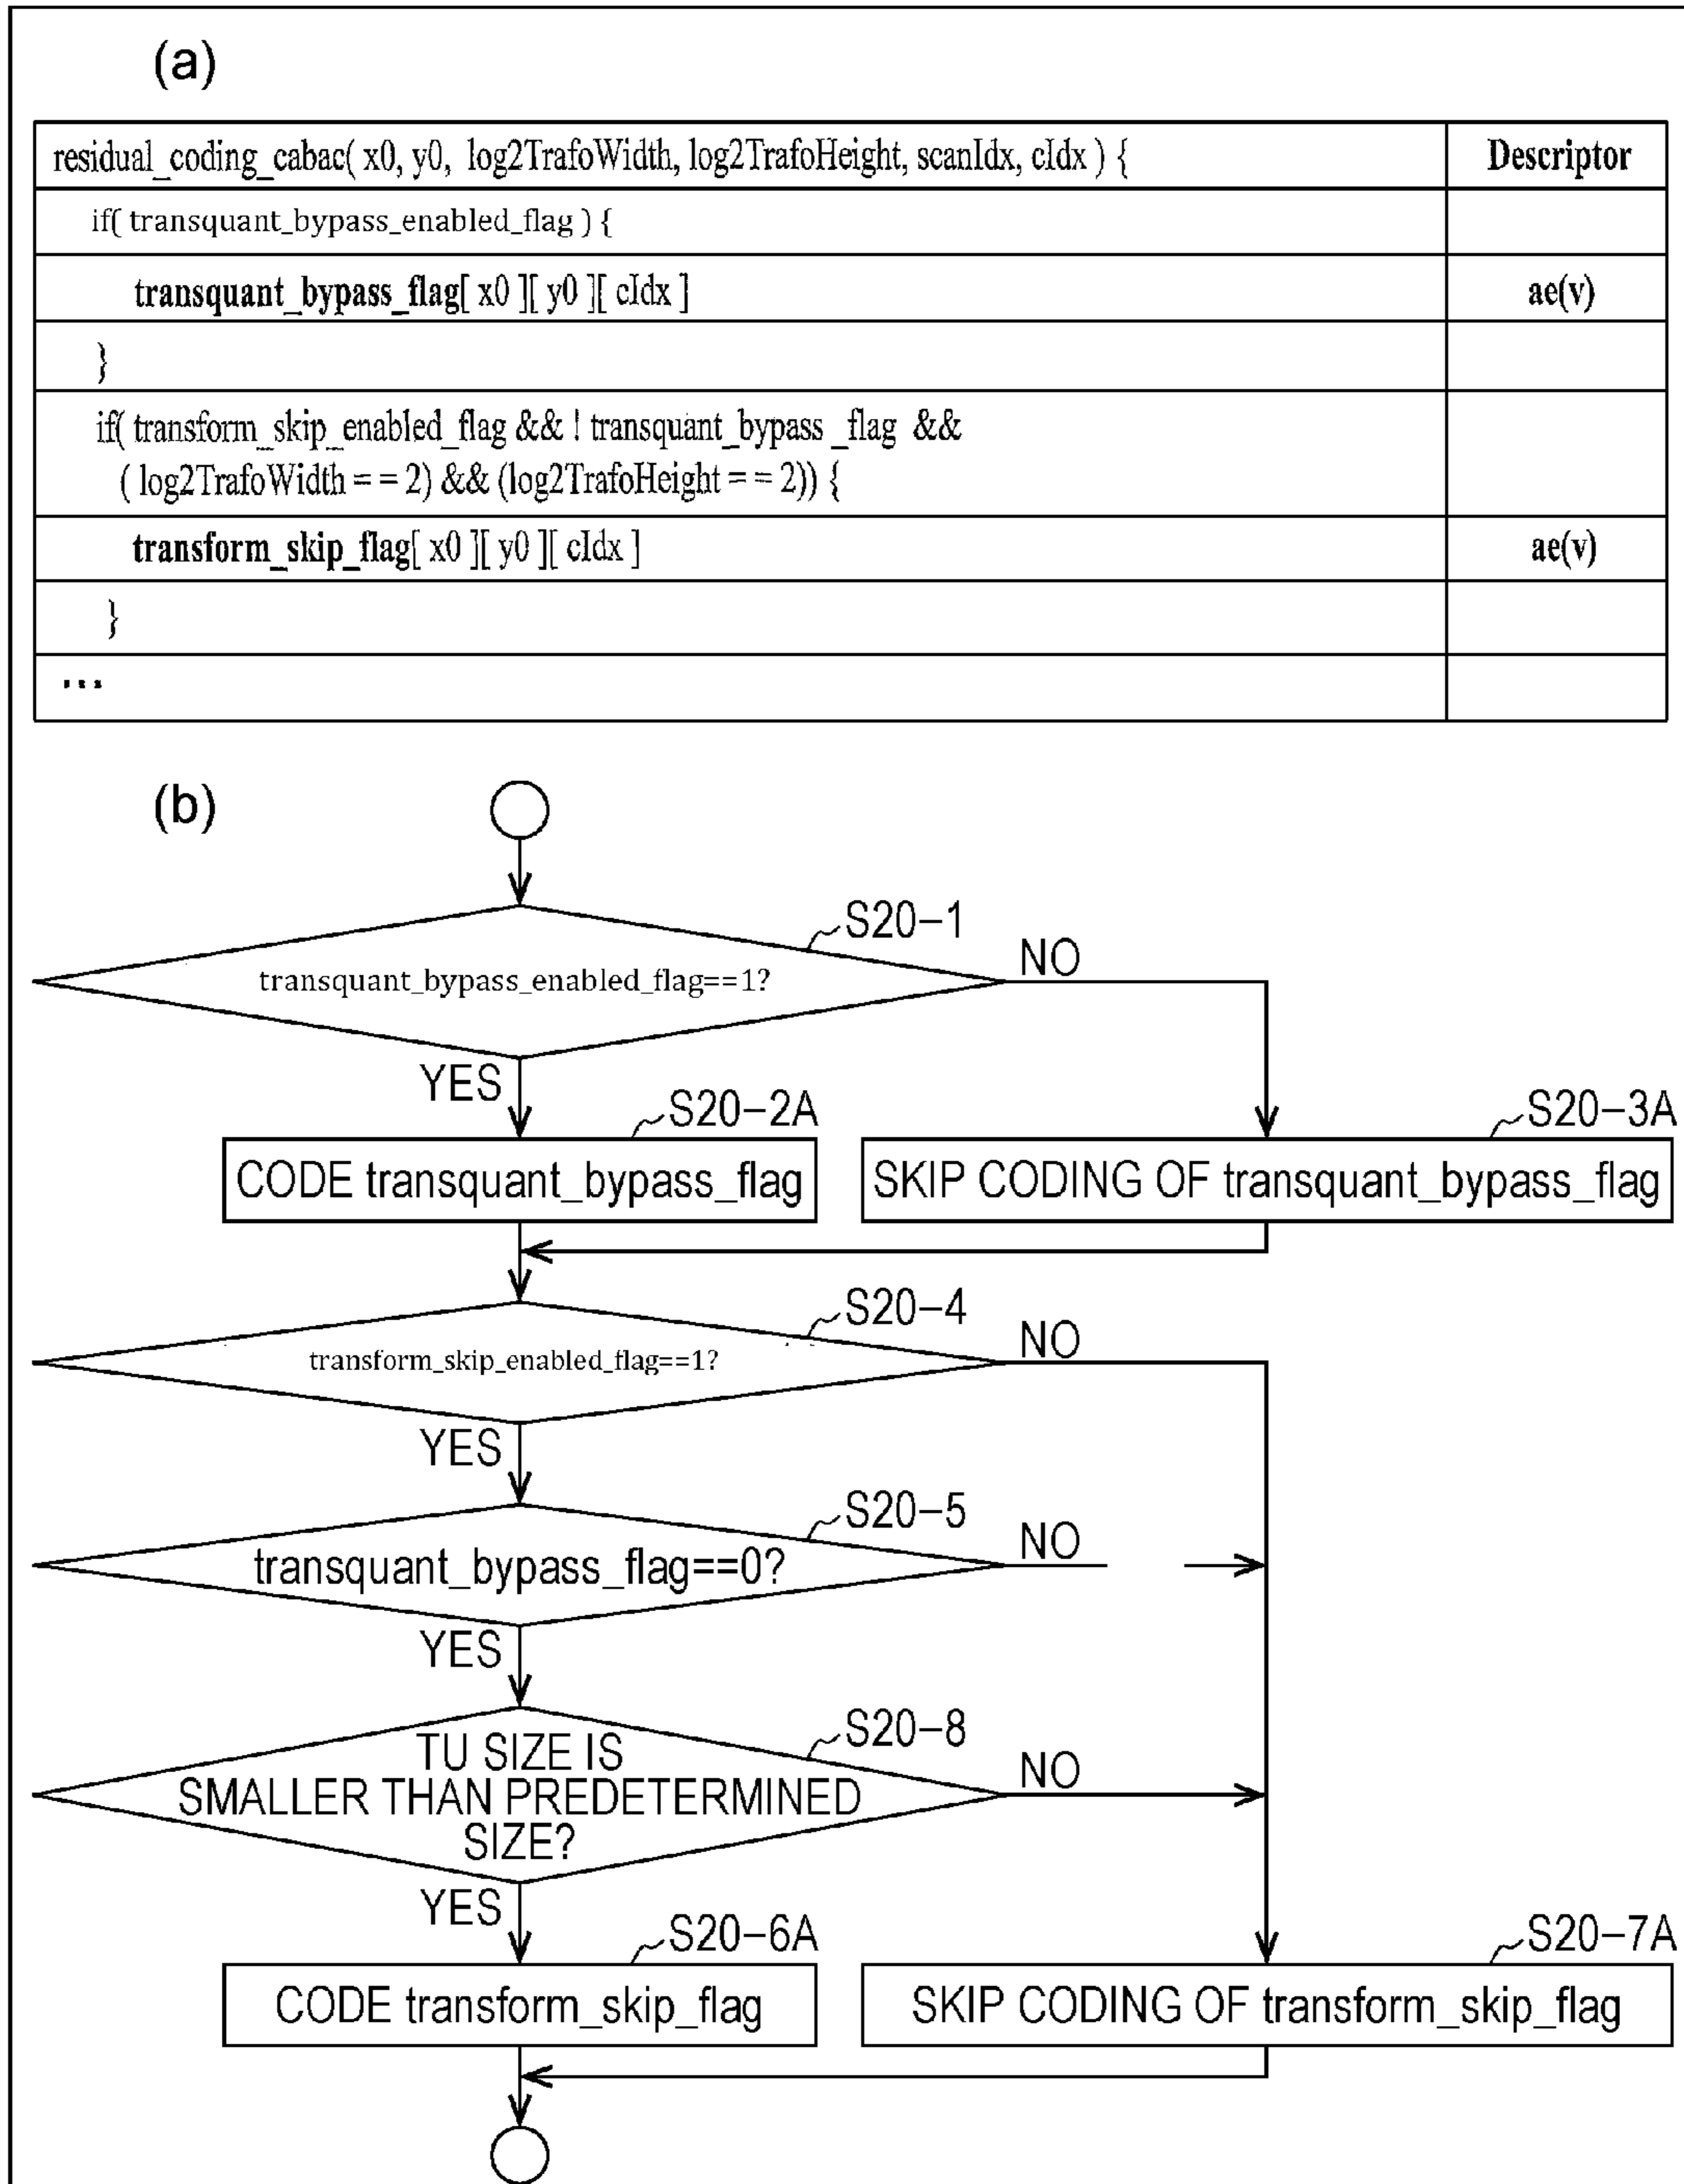 (a)
residual_coding_cabac( x0, y0, log2TrafoWidth, log2TrafoHeight, scanIdx, cIdx ) { Descriptor
if( transquant_bypass_enabled_flag ) {
transquant_bypass_flag[ x0 ][ y0 ][ cIdx ] ae(v)
}
if( transform_skip_enabled_flag && ! transquant_bypass _flag &&
( log2TrafoWidth = = 2) && (log2TrafoHeight = = 2)) {
transform_skip_flag[ x0 ][ y0 ][ cIdx ] ae(v)
}
...
(b)
S20-1
transquant_bypass_enabled_flag==1?
NO
YES
S20-2A
S20-3A
CODE transquant_bypass_flag
SKIP CODING OF transquant_bypass_flag
S20-4
transform_skip_enabled_flag==1?
NO
YES
S20-5
transquant_bypass_flag==0?
NO
YES
S20-8
TU SIZE IS
SMALLER THAN PREDETERMINED
SIZE?
NO
YES
S20-6A
S20-7A
CODE transform_skip_flag
SKIP CODING OF transform_skip_flag